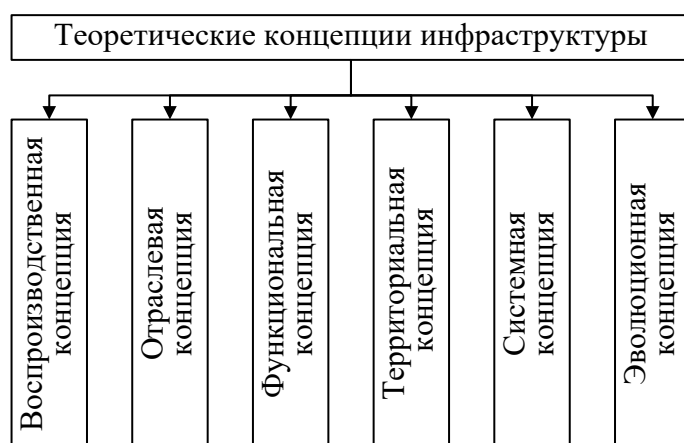 Теоретические концепции инфраструктуры
Воспроизводственная
концепция
Отраслевая
концепция
Функциональная
концепция
Территориальная
концепция
Системная
концепция
Эволюционная
концепция